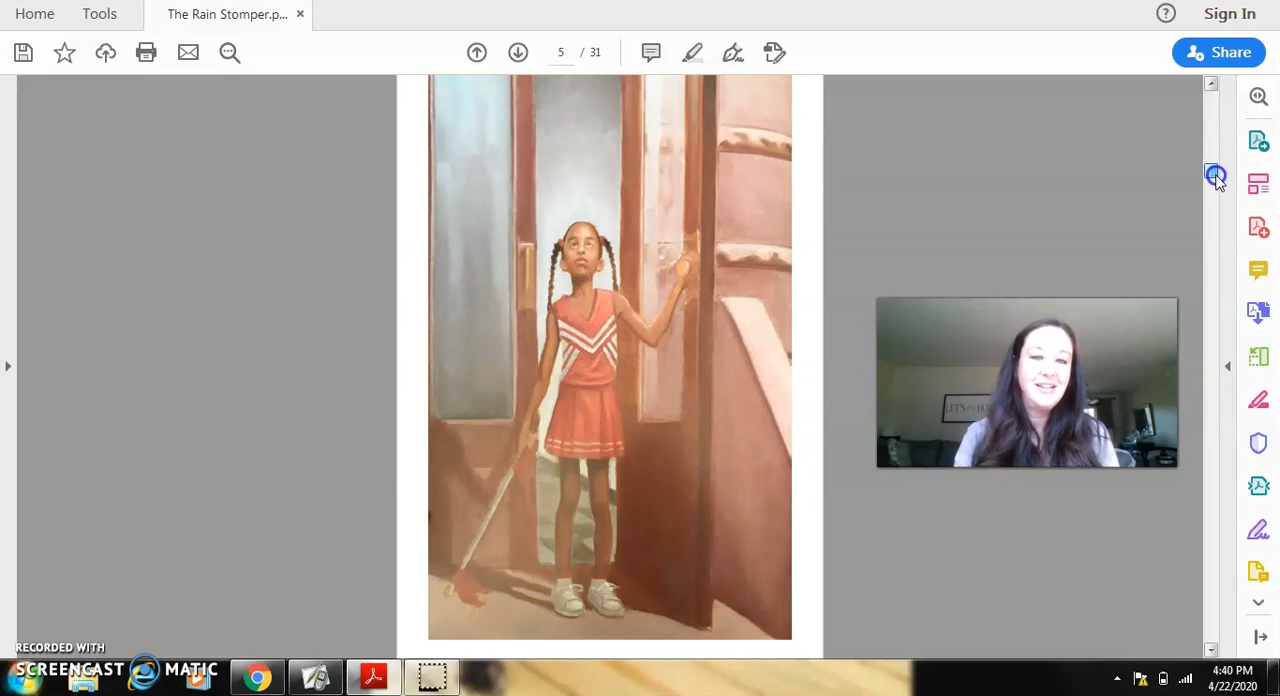 Home Tools The Rain Stomper.p... × Sign In
5 / 31 Share
LET'S
RECORDED WITH
SCREENCAST MATIC
4:40 PM
4/22/2020